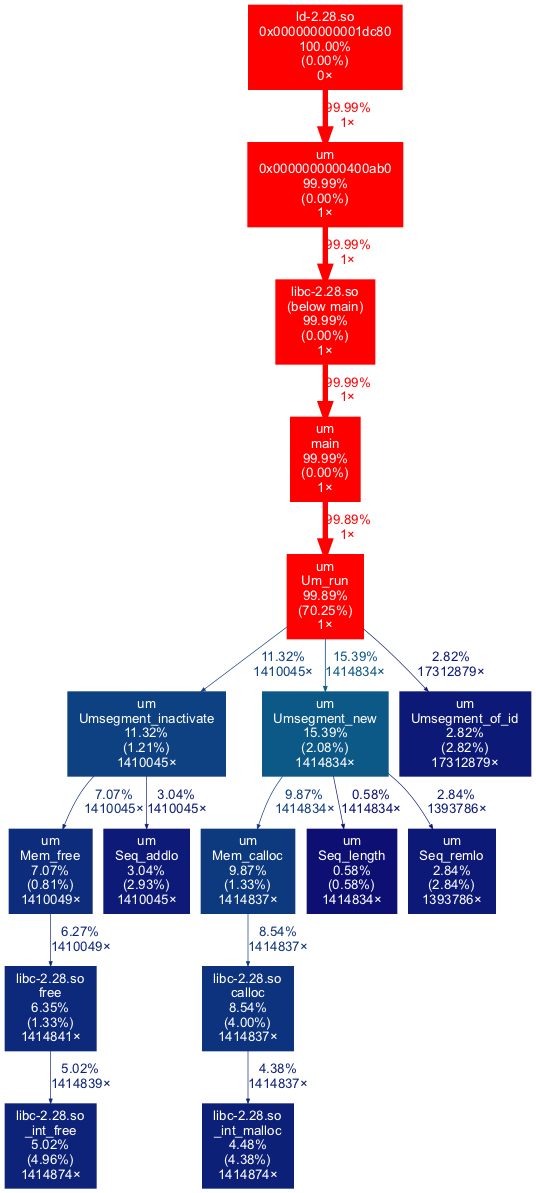 ld-2.28.so
0x000000000001dc80
100.00%
(0.00%)
0×
99.99%
1×
um
0x0000000000400ab0
99.99%
(0.00%)
1×
99.99%
1×
libc-2.28.so
(below main)
99.99%
(0.00%)
1×
99.99%
1×
um
main
99.99%
(0.00%)
1×
99.89%
1×
um
Um_run
99.89%
(70.25%)
1×
11.32%
1410045×
15.39%
1414834×
2.82%
17312879×
um
Umsegment_inactivate
11.32%
(1.21%)
1410045×
um
Umsegment_new
15.39%
(2.08%)
1414834×
um
Umsegment_of_id
2.82%
(2.82%)
17312879×
7.07%
1410045×
3.04%
1410045×
9.87%
1414834×
0.58%
1414834×
2.84%
1393786×
um
Mem_free
7.07%
(0.81%)
1410049×
um
Seq_addlo
3.04%
(2.93%)
1410045×
um
Mem_calloc
9.87%
(1.33%)
1414837×
um
Seq_length
0.58%
(0.58%)
1414834×
um
Seq_remlo
2.84%
(2.84%)
1393786×
6.27%
1410049×
8.54%
1414837×
libc-2.28.so
free
6.35%
(1.33%)
1414841×
libc-2.28.so
calloc
8.54%
(4.00%)
1414837×
5.02%
1414839×
4.38%
1414837×
libc-2.28.so
_int_free
5.02%
(4.96%)
1414874×
libc-2.28.so
_int_malloc
4.48%
(4.38%)
1414874×